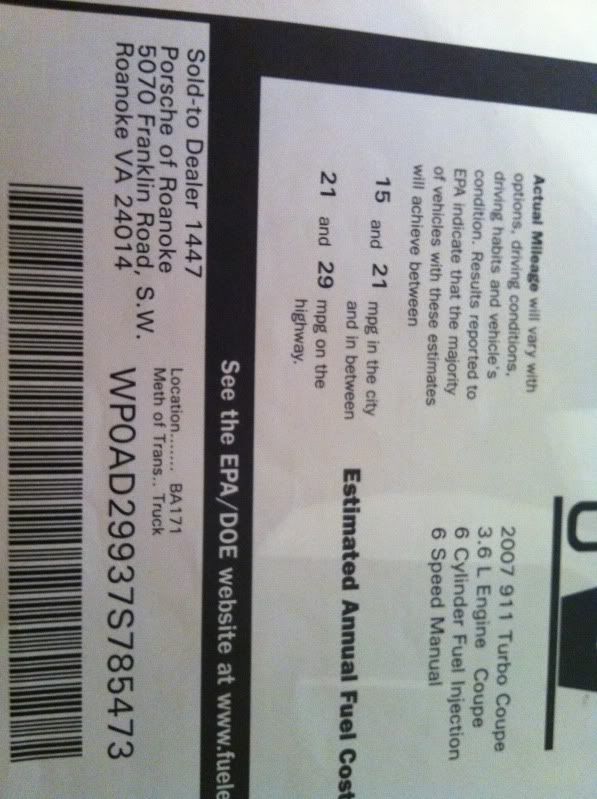 Actual Mileage will vary with
options, driving conditions,
driving habits and vehicle's
condition. Results reported to
EPA indicate that the majority
of vehicles with these estimates
will achieve between
15 and 21 mpg in the city
and in between
21 and 29 mpg on the
highway.
2007 911 Turbo Coupe
3.6 L Engine Coupe
6 Cylinder Fuel Injection
6 Speed Manual
Estimated Annual Fuel Cost
See the EPA/DOE website at www.fuele
Sold-to Dealer 1447
Porsche of Roanoke
5070 Franklin Road, S.W.
Roanoke VA 24014
Location....... BA171
Meth of Trans.. Truck
WP0AD29937S785473